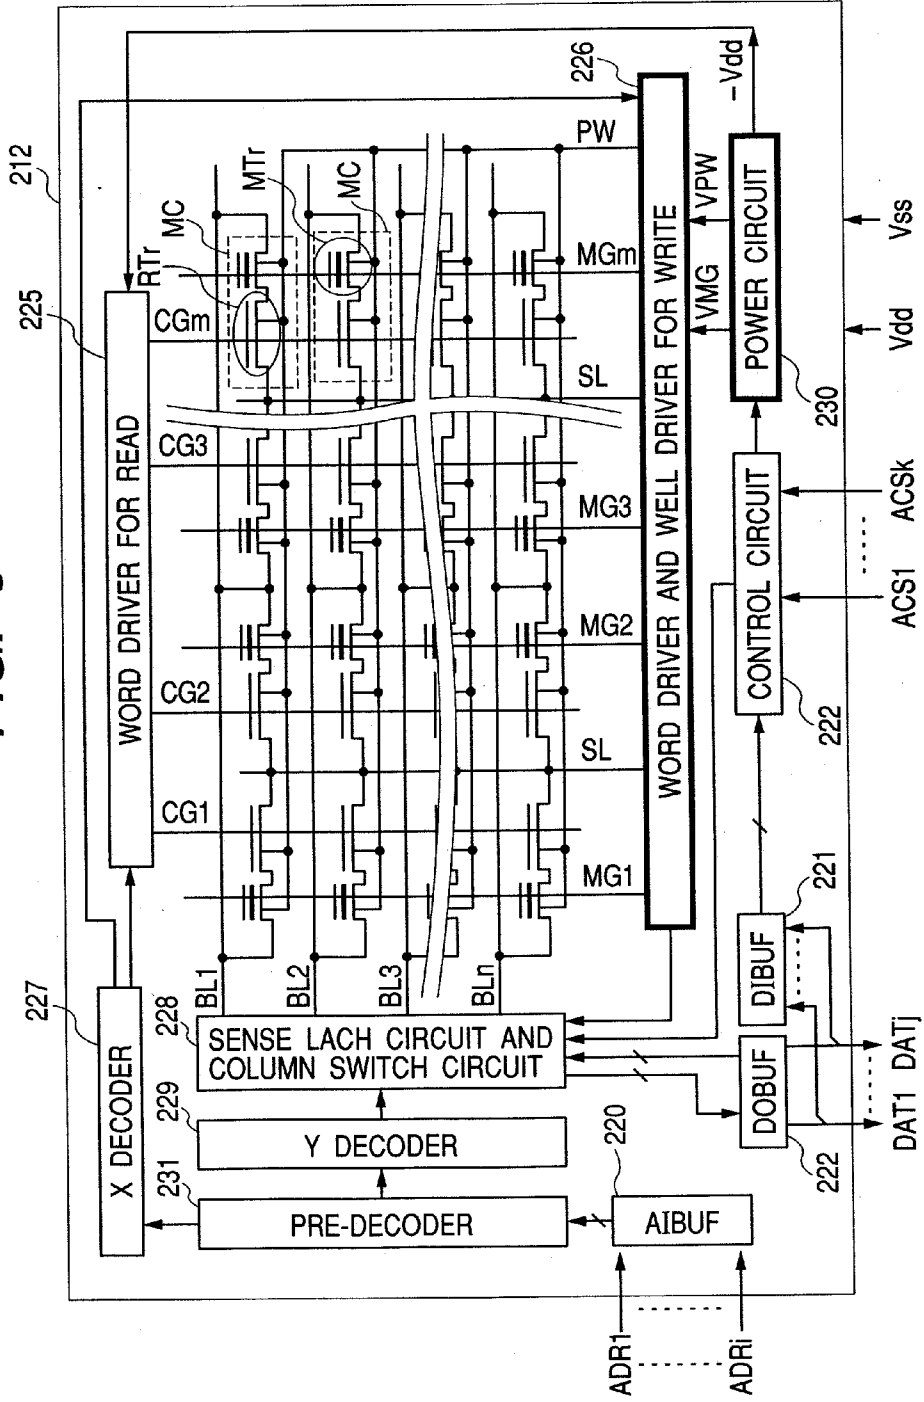 212
225
WORD DRIVER FOR READ
226
WORD DRIVER AND WELL DRIVER FOR WRITE
227
X DECODER
228
SENSE LACH CIRCUIT AND
COLUMN SWITCH CIRCUIT
229
Y DECODER
231
PRE-DECODER
220
AIBUF
ADR1
ADRi
BL1
BL2
BL3
BLn
CG1
CG2
CG3
CGm
RTr
MC
MTr
MC
MG1
SL
MG2
MG3
SL
MGm
PW
VMG
VPW
-Vdd
POWER CIRCUIT
230
CONTROL CIRCUIT
222
DIBUF
221
DOBUF
222
DAT1
DATj
ACS1
ACSk
Vdd
Vss